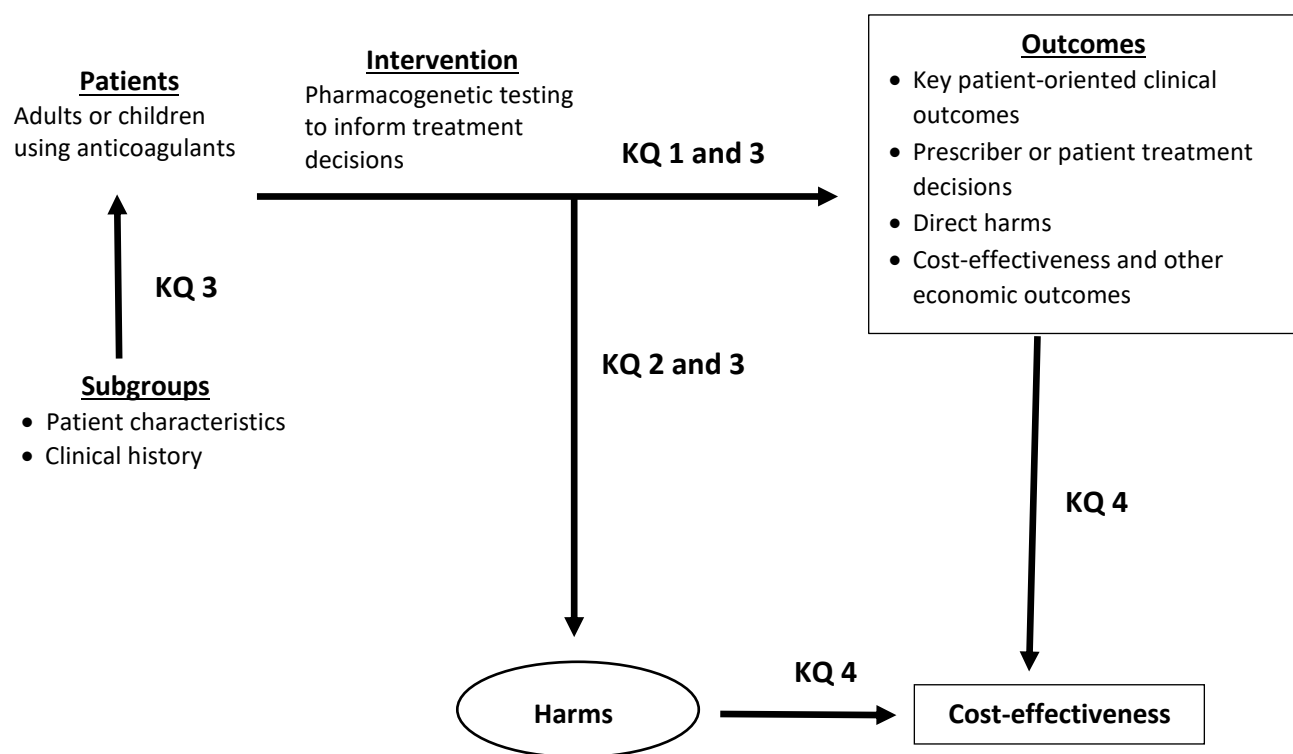 Patients
Adults or children
using anticoagulants
Intervention
Pharmacogenetic testing
to inform treatment
decisions
KQ 1 and 3
Outcomes
• Key patient-oriented clinical
outcomes
• Prescriber or patient treatment
decisions
• Direct harms
• Cost-effectiveness and other
economic outcomes
KQ 3
Subgroups
• Patient characteristics
• Clinical history
KQ 2 and 3
KQ 4
Harms
KQ 4
Cost-effectiveness